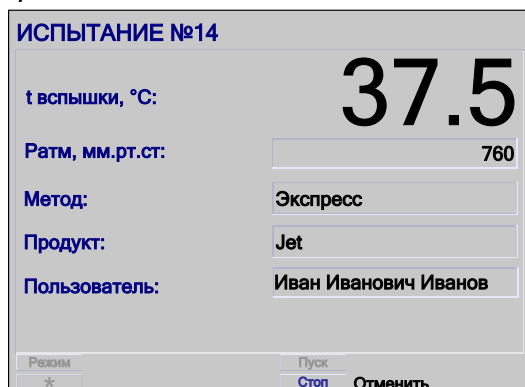 ИСПЫТАНИЕ №14
t вспышки, °C: 37.5
Ратм, мм.рт.ст: 760
Метод: Экспресс
Продукт: Jet
Пользователь: Иван Иванович Иванов
Режим Пуск
* Стоп Отменить